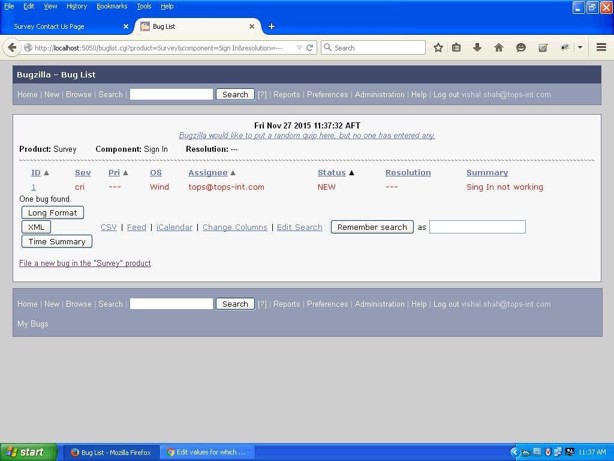 File Edit View History Bookmarks Tools Help
Survey Contact Us Page
Bug List
http://localhost:5050/buglist.cgi?product=Survey&component=Sign In&resolution=---
Search
Bugzilla – Bug List
Home | New | Browse | Search | Search [?] | Reports | Preferences | Administration | Help | Log out vishal.shah@tops-int.com
Fri Nov 27 2015 11:37:32 AFT
Bugzilla would like to put a random quip here, but no one has entered any.
Product: Survey Component: Sign In Resolution: ---
ID ▲ Sev Pri ▲ OS Assignee ▲ Status ▲ Resolution Summary
1 cri --- Wind tops@tops-int.com NEW --- Sing In not working
One bug found.
Long Format
XML
CSV | Feed | iCalendar | Change Columns | Edit Search Remember search as
Time Summary
File a new bug in the "Survey" product
Home | New | Browse | Search | Search [?] | Reports | Preferences | Administration | Help | Log out vishal.shah@tops-int.com
My Bugs
start
Bug List - Mozilla Firefox
Edit values for which ...
11:37 AM